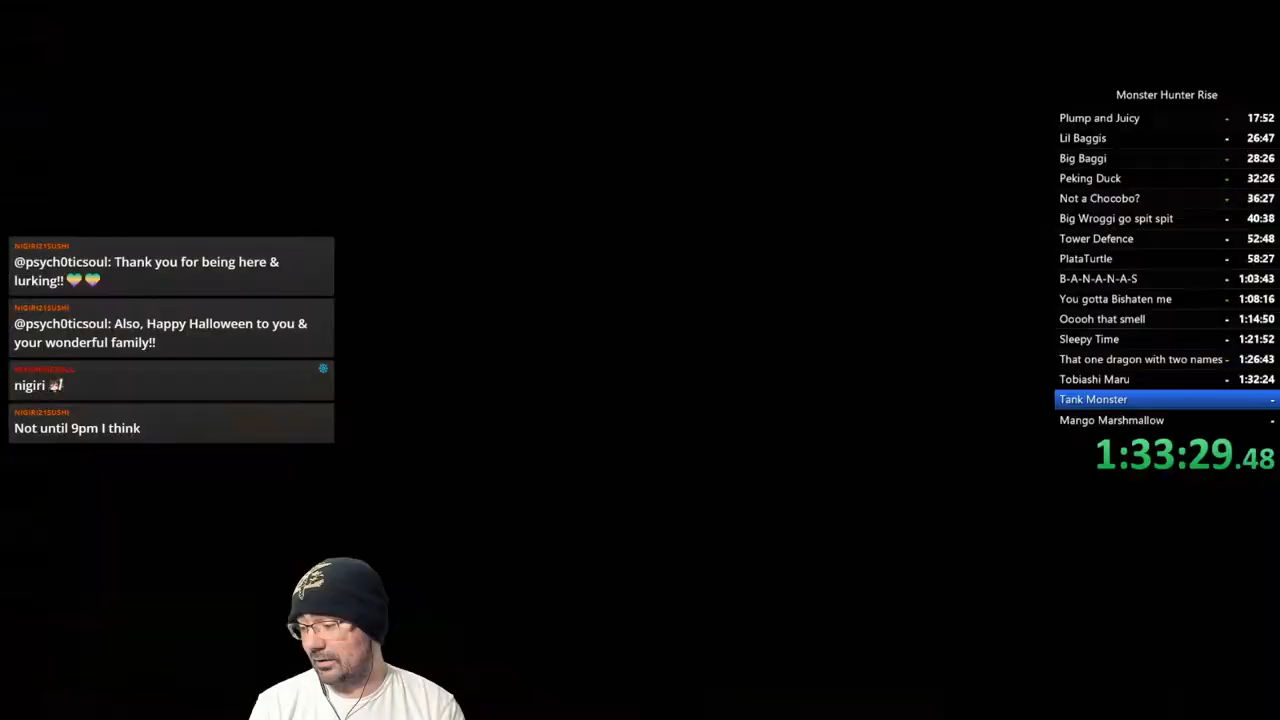 NIGIRI21SUSHI
@psych0ticsoul: Thank you for being here &
lurking!!
NIGIRI21SUSHI
@psych0ticsoul: Also, Happy Halloween to you &
your wonderful family!!
nigiri
NIGIRI21SUSHI
Not until 9pm I think
Monster Hunter Rise
Plump and Juicy - 17:52
Lil Baggis - 26:47
Big Baggi - 28:26
Peking Duck - 32:26
Not a Chocobo? - 36:27
Big Wroggi go spit spit - 40:38
Tower Defence - 52:48
PlataTurtle - 58:27
B-A-N-A-N-A-S - 1:03:43
You gotta Bishaten me - 1:08:16
Ooooh that smell - 1:14:50
Sleepy Time - 1:21:52
That one dragon with two names - 1:26:43
Tobiashi Maru - 1:32:24
Tank Monster -
Mango Marshmallow -
1:33:29.48